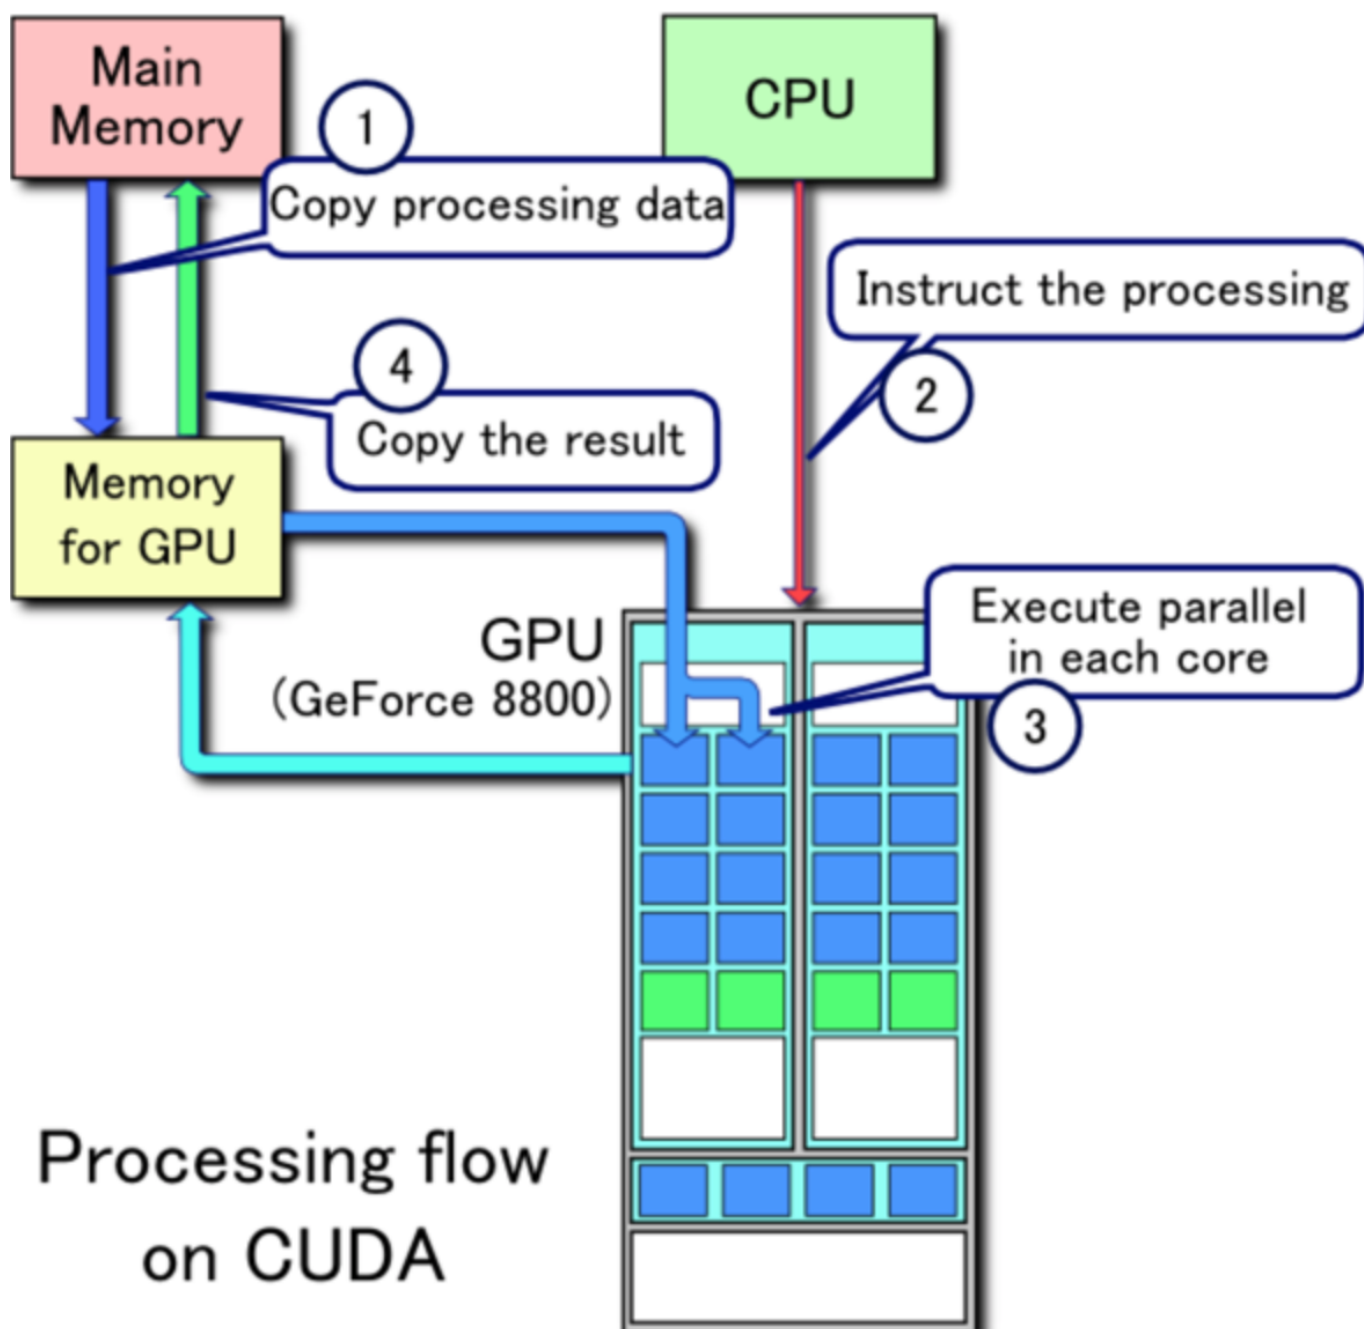 Main
Memory
CPU
1
Copy processing data
Instruct the processing
2
4
Copy the result
Memory
for GPU
Execute parallel
in each core
3
GPU
(GeForce 8800)
Processing flow
on CUDA